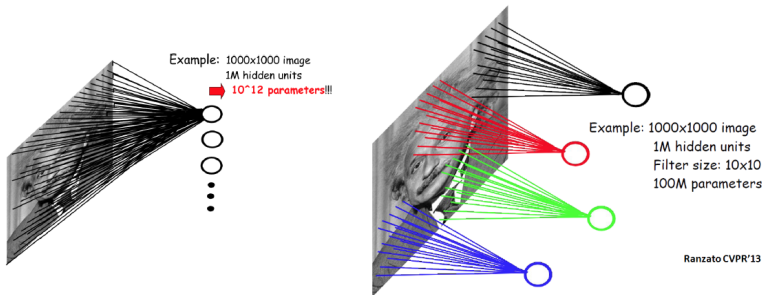 Example: 1000x1000 image
1M hidden units
10^12 parameters!!!
Example: 1000x1000 image
1M hidden units
Filter size: 10x10
100M parameters
Ranzato CVPR'13